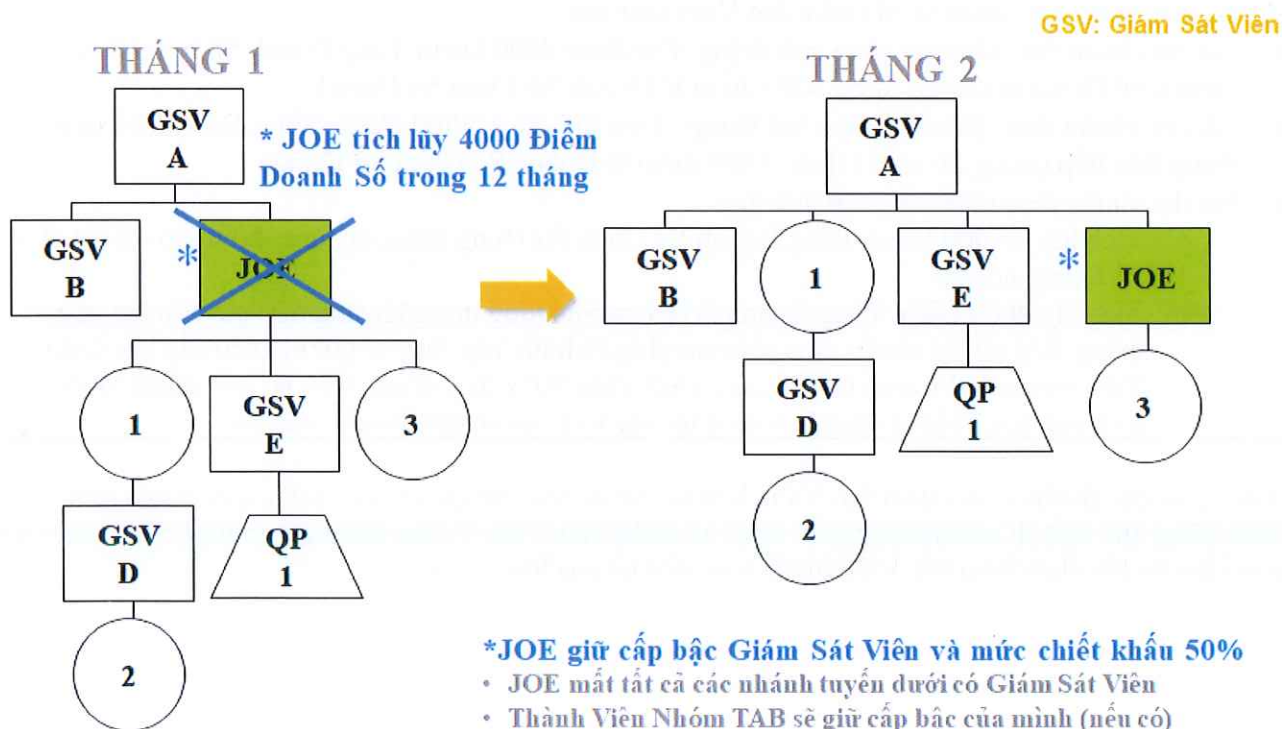 GSV: Giám Sát Viên
THÁNG 1
GSV
A
* JOE tích lũy 4000 Điểm
Doanh Số trong 12 tháng
GSV
B
*
JOE
1
GSV
E
3
GSV
D
QP
1
2
THÁNG 2
GSV
A
GSV
B
1
GSV
E
*
JOE
GSV
D
QP
1
3
2
*JOE giữ cấp bậc Giám Sát Viên và mức chiết khấu 50%
• JOE mất tất cả các nhánh tuyến dưới có Giám Sát Viên
• Thành Viên Nhóm TAB sẽ giữ cấp bậc của mình (nếu có)